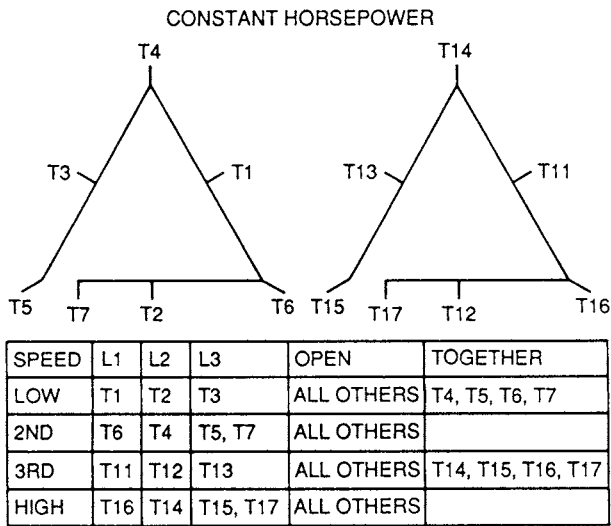 CONSTANT HORSEPOWER
T4 T14
T3 T1 T13 T11
T5 T7 T2 T6 T15 T17 T12 T16
SPEED L1 L2 L3 OPEN TOGETHER
LOW T1 T2 T3 ALL OTHERS T4, T5, T6, T7
2ND T6 T4 T5, T7 ALL OTHERS
3RD T11 T12 T13 ALL OTHERS T14, T15, T16, T17
HIGH T16 T14 T15, T17 ALL OTHERS